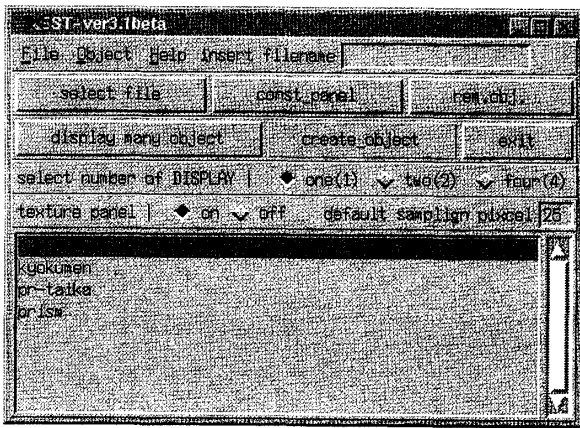 EST-ver3.1beta
File Object Help insert filename
select file const_panel rem.obj.
display many object create_object exit
select number of DISPLAY | one(1) two(2) four(4)
texture panel | on off default samplign pixcel 25
kyokumen
pr-taika
prism